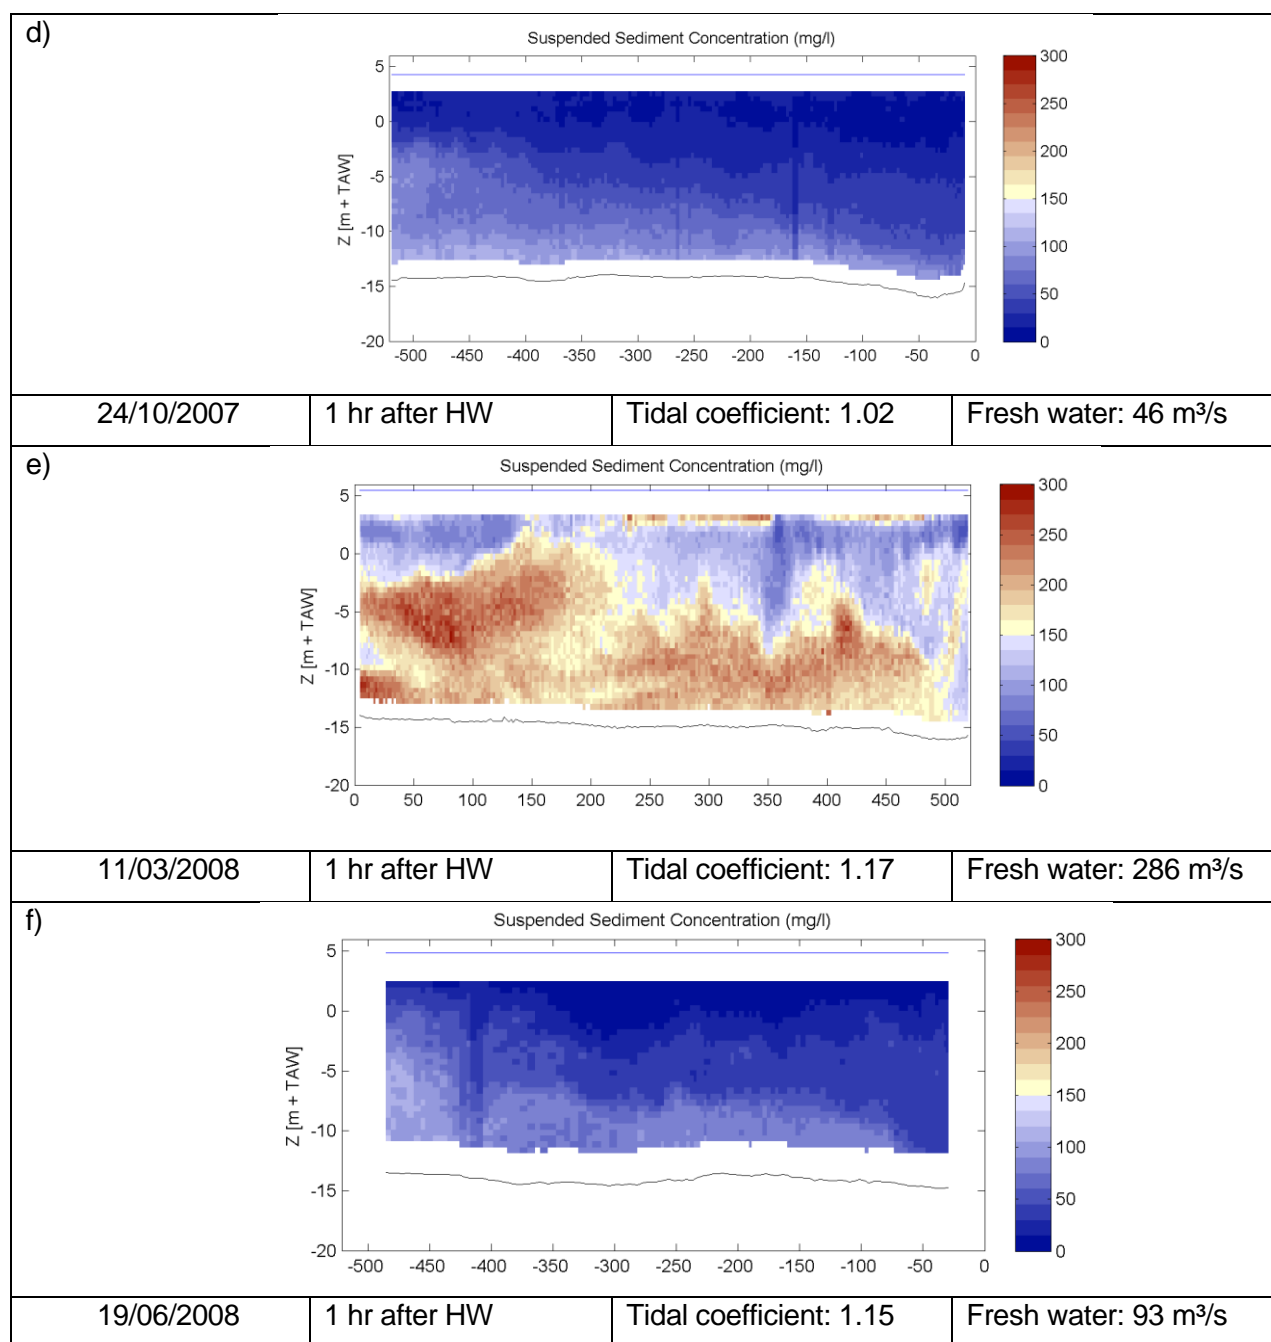 d)
Suspended Sediment Concentration (mg/l)
5
0
-5
-10
-15
-20
Z [m + TAW]
-500 -450 -400 -350 -300 -250 -200 -150 -100 -50 0
300
250
200
150
100
50
0
24/10/2007 1 hr after HW Tidal coefficient: 1.02 Fresh water: 46 m³/s
e)
Suspended Sediment Concentration (mg/l)
5
0
-5
-10
-15
-20
Z [m + TAW]
0 50 100 150 200 250 300 350 400 450 500
300
250
200
150
100
50
0
11/03/2008 1 hr after HW Tidal coefficient: 1.17 Fresh water: 286 m³/s
f)
Suspended Sediment Concentration (mg/l)
5
0
-5
-10
-15
-20
Z [m + TAW]
-500 -450 -400 -350 -300 -250 -200 -150 -100 -50 0
300
250
200
150
100
50
0
19/06/2008 1 hr after HW Tidal coefficient: 1.15 Fresh water: 93 m³/s